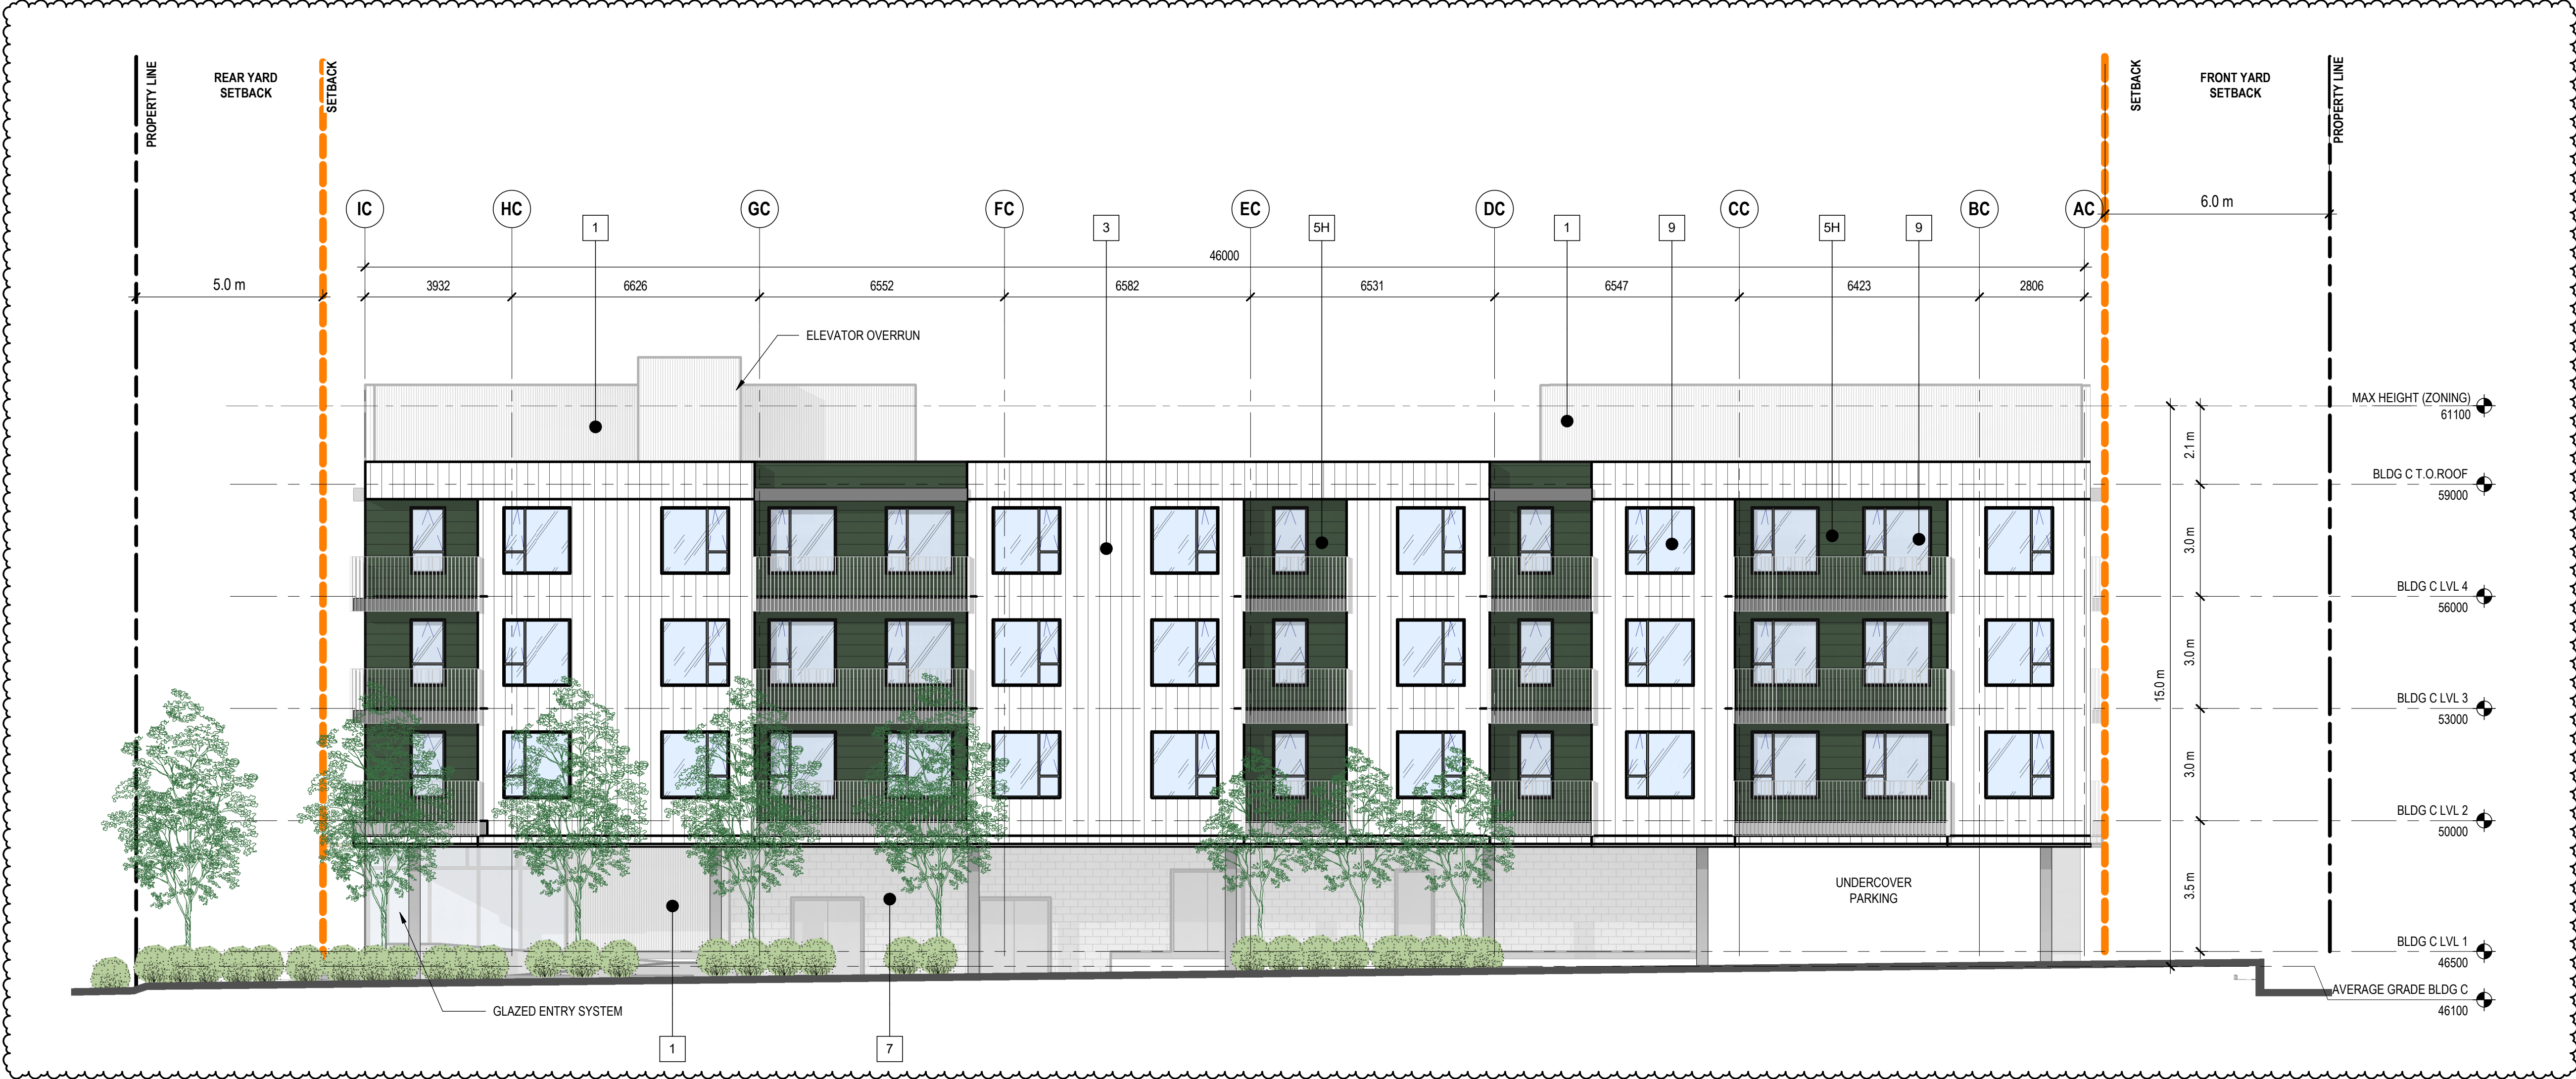 PROPERTY LINE
REAR YARD
SETBACK
SETBACK
SETBACK
FRONT YARD
SETBACK
PROPERTY LINE
IC
HC
GC
FC
EC
DC
CC
BC
AC
1
3
5H
1
9
5H
9
6.0 m
46000
5.0 m
3932
6626
6552
6582
6531
6547
6423
2806
ELEVATOR OVERRUN
MAX HEIGHT (ZONING)
61100
2.1 m
BLDG C T.O.ROOF
59000
3.0 m
BLDG C LVL 4
56000
3.0 m
15.0 m
BLDG C LVL 3
53000
3.0 m
BLDG C LVL 2
50000
3.5 m
UNDERCOVER
PARKING
BLDG C LVL 1
46500
AVERAGE GRADE BLDG C
46100
GLAZED ENTRY SYSTEM
1
7